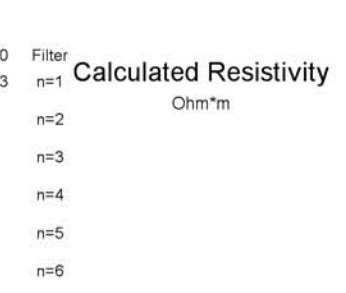 0 Filter
3 n=1 Calculated Resistivity
Ohm*m
n=2
n=3
n=4
n=5
n=6